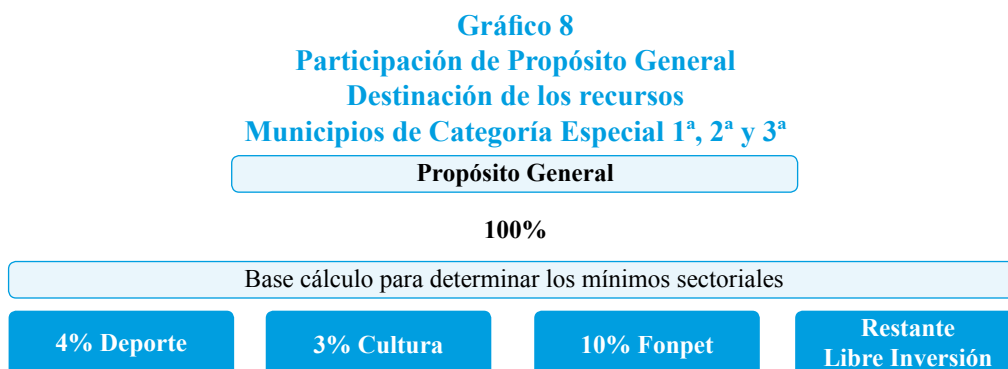 Gráfico 8
Participación de Propósito General
Destinación de los recursos
Municipios de Categoría Especial 1ª, 2ª y 3ª
Propósito General
100%
Base cálculo para determinar los mínimos sectoriales
4% Deporte
3% Cultura
10% Fonpet
Restante
Libre Inversión